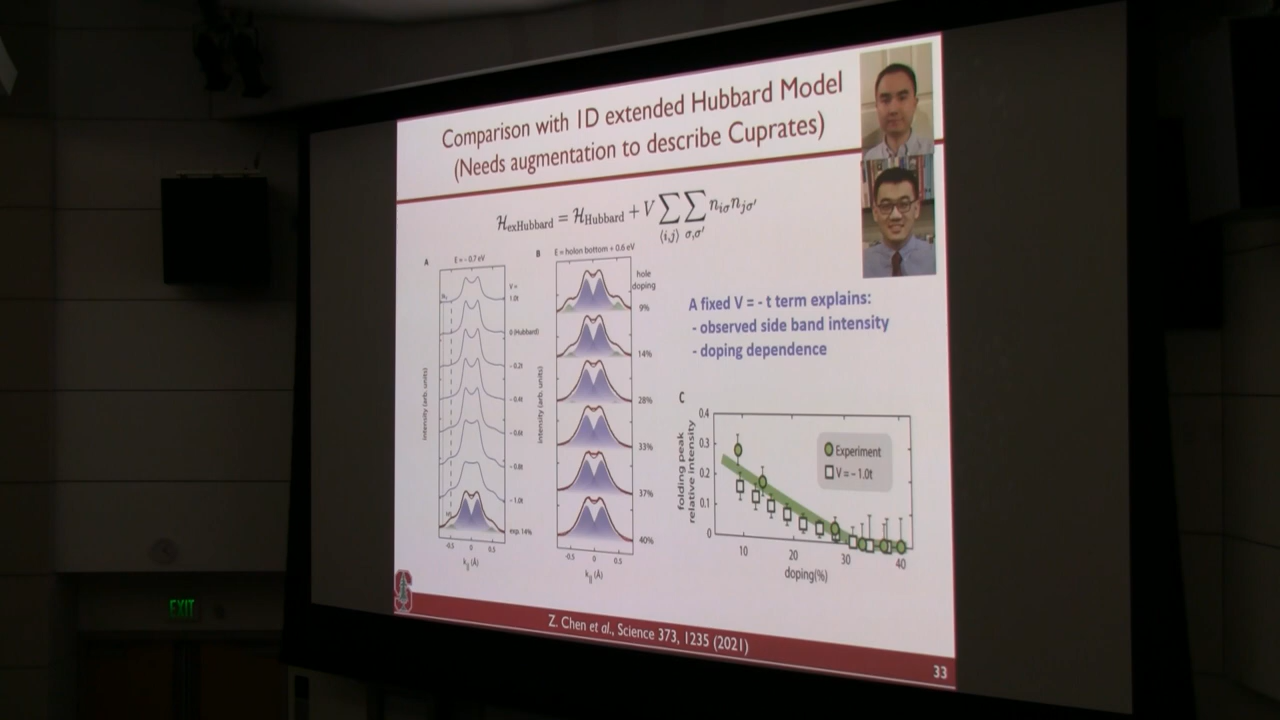 Comparison with 1D extended Hubbard Model
(Needs augmentation to describe Cuprates)
ℋexHubbard = ℋHubbard + V ∑⟨i,j⟩ ∑σ,σ′ niσnjσ′
A
E = - 0.7 eV
V =
1.0t
0 (Hubbard)
- 0.2t
- 0.4t
- 0.6t
- 0.8t
- 1.0t
exp. 14%
Intensity (arb. units)
-0.5 0 0.5
k|| (Å)
B
E = holon bottom + 0.6 eV
hole
doping
9%
14%
28%
33%
37%
40%
Intensity (arb. units)
-0.5 0 0.5
k|| (Å)
A fixed V = - t term explains:
- observed side band intensity
- doping dependence
C
folding peak
relative intensity
0.4
0.3
0.2
0.1
0
Experiment
V = - 1.0t
10 20 30 40
doping(%)
Z. Chen et al., Science 373, 1235 (2021)
33
EXIT